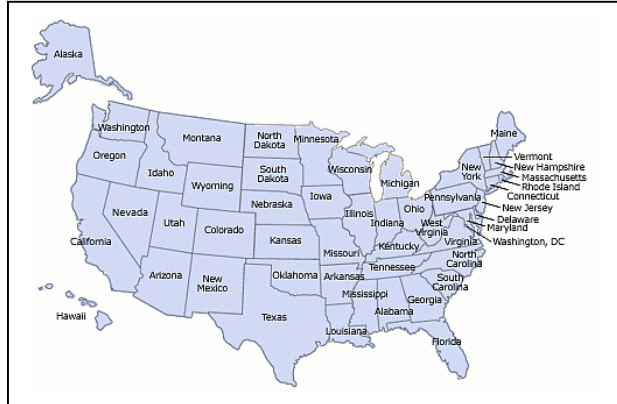 Alaska
Washington
Montana
North
Dakota
Minnesota
Maine
Oregon
Idaho
Wyoming
South
Dakota
Wisconsin
Michigan
New
York
Vermont
New Hampshire
Massachusetts
Rhode Island
Connecticut
New Jersey
Delaware
Maryland
Washington, DC
Pennsylvania
Nevada
Utah
Colorado
Nebraska
Iowa
Illinois
Indiana
Ohio
West
Virginia
Virginia
California
Kansas
Missouri
Kentucky
North
Carolina
Tennessee
South
Carolina
Arizona
New
Mexico
Oklahoma
Arkansas
Mississippi
Alabama
Georgia
Hawaii
Texas
Louisiana
Florida